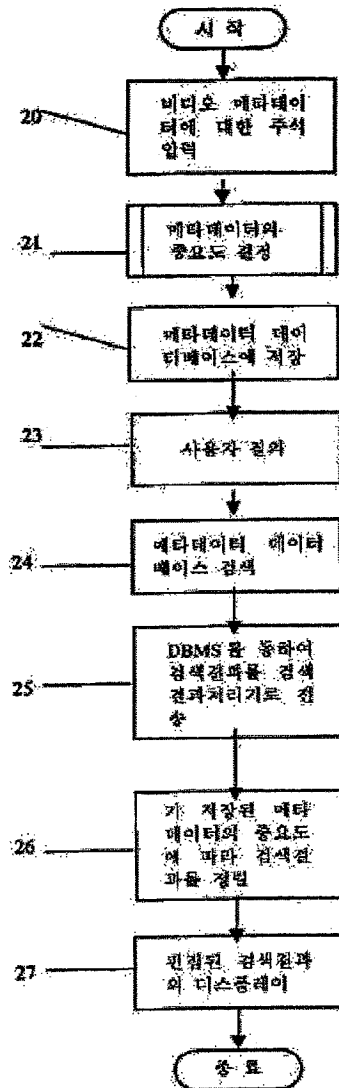 시 작
20
비디오 메타데이
터에 대한 주석
입력
21
메타데이터의
중요도 결정
22
메타데이터 데이
터베이스에 저장
23
사용자 질의
24
메타데이터 데이터
베이스 검색
25
DBMS를 통하여
검색결과를 검색
결과처리기로 전
송
26
기 저장된 메타
데이터의 중요도
에 따라 검색결
과를 정렬
27
편집된 검색결과
의 디스플레이
종 료